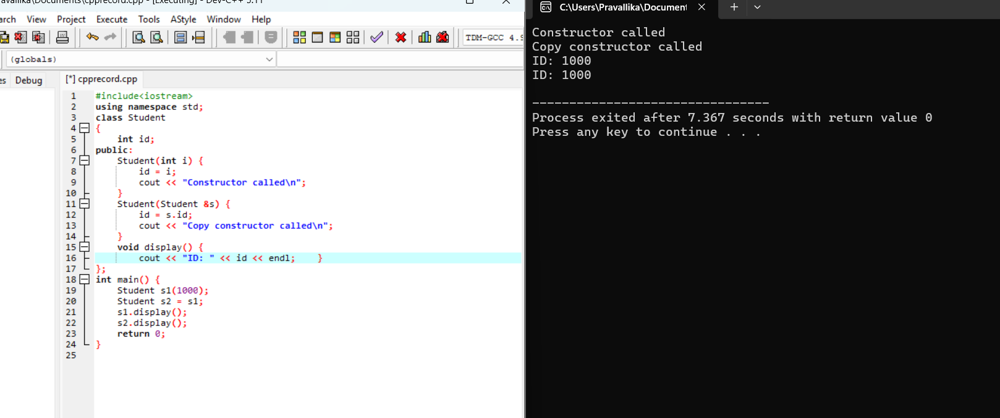 avallika\Documents\cpprecord.cpp - [Executing] - Dev-C++ 5.11
arch View Project Execute Tools AStyle Window Help
TDM-GCC 4.9
(globals)
es Debug [*] cpprecord.cpp
1 #include<iostream>
2 using namespace std;
3 class Student
4 {
5 int id;
6 public:
7 Student(int i) {
8 id = i;
9 cout << "Constructor called\n";
10 }
11 Student(Student &s) {
12 id = s.id;
13 cout << "Copy constructor called\n";
14 }
15 void display() {
16 cout << "ID: " << id << endl; }
17 };
18 int main() {
19 Student s1(1000);
20 Student s2 = s1;
21 s1.display();
22 s2.display();
23 return 0;
24 }
25
C:\Users\Pravallika\Document
Constructor called
Copy constructor called
ID: 1000
ID: 1000
--------------------------------
Process exited after 7.367 seconds with return value 0
Press any key to continue . . .